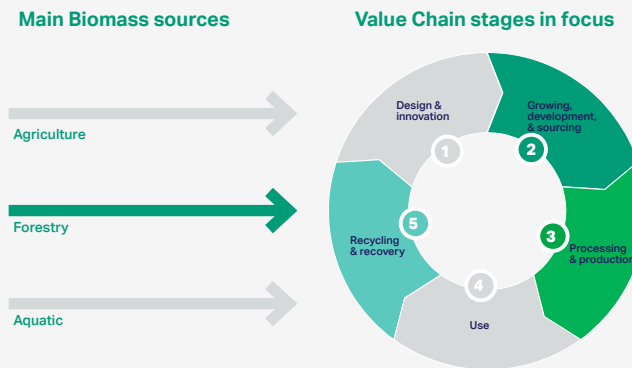 Main Biomass sources
Value Chain stages in focus
Agriculture
Forestry
Aquatic
Design &
innovation
1
Growing,
development,
& sourcing
2
3
Processing
& production
4
Use
5
Recycling
& recovery